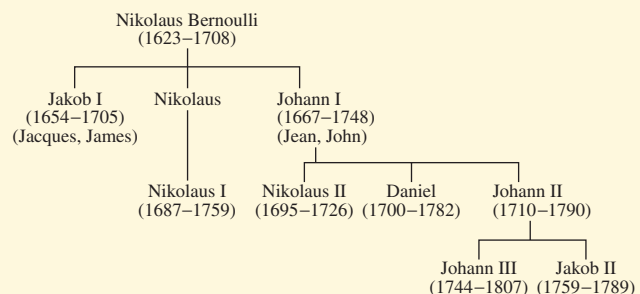 Nikolaus Bernoulli
(1623–1708)
Jakob I
(1654–1705)
(Jacques, James)
Nikolaus
Johann I
(1667–1748)
(Jean, John)
Nikolaus I
(1687–1759)
Nikolaus II
(1695–1726)
Daniel
(1700–1782)
Johann II
(1710–1790)
Johann III
(1744–1807)
Jakob II
(1759–1789)